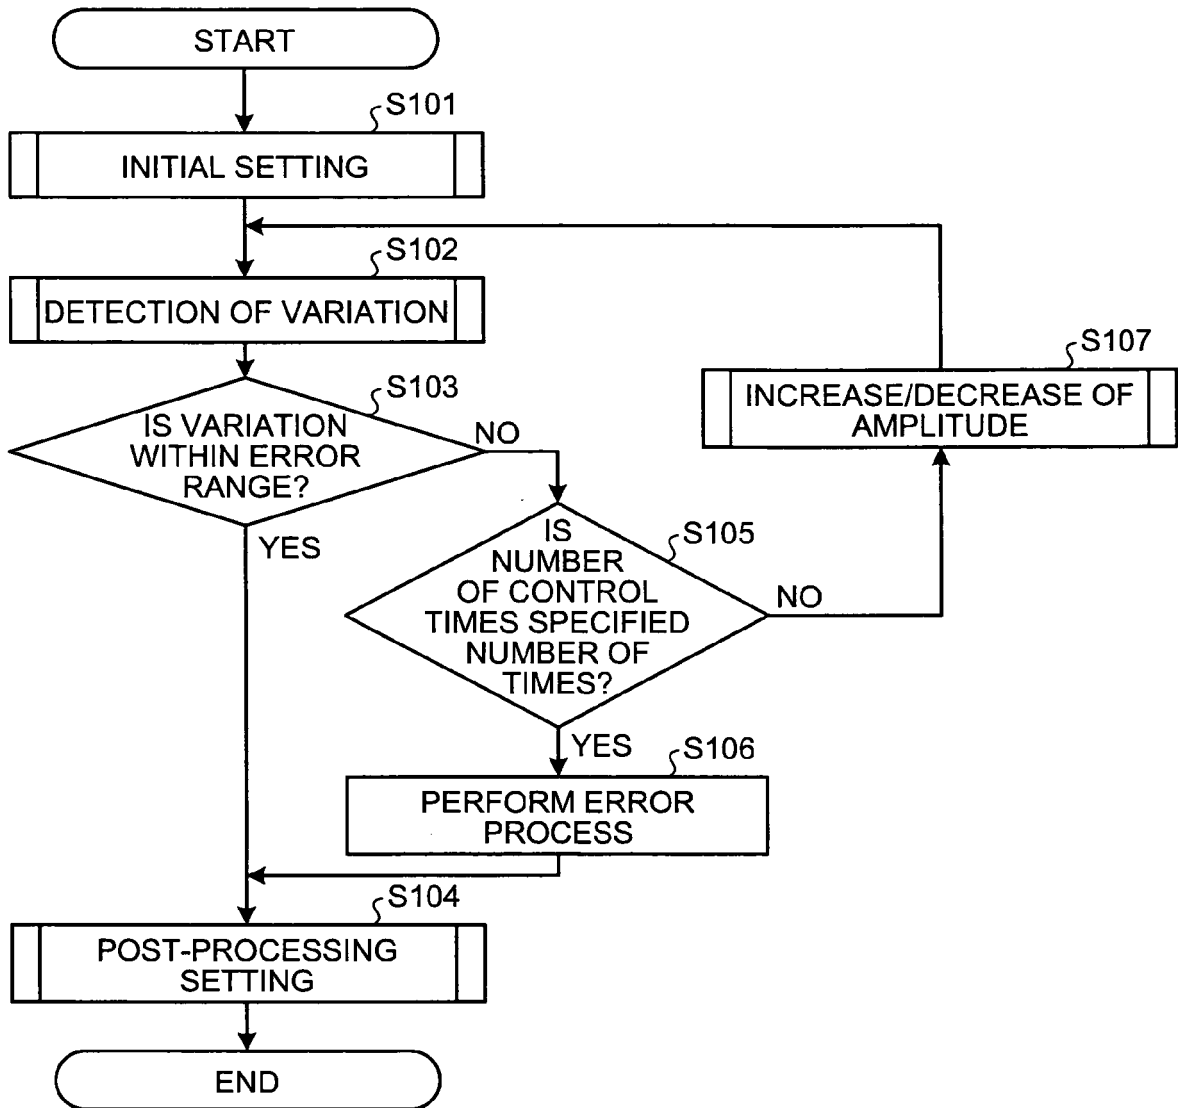 START
S101
INITIAL SETTING
S102
DETECTION OF VARIATION
S103
IS VARIATION
WITHIN ERROR
RANGE?
NO
YES
S107
INCREASE/DECREASE OF
AMPLITUDE
S105
IS
NUMBER
OF CONTROL
TIMES SPECIFIED
NUMBER OF
TIMES?
NO
YES
S106
PERFORM ERROR
PROCESS
S104
POST-PROCESSING
SETTING
END